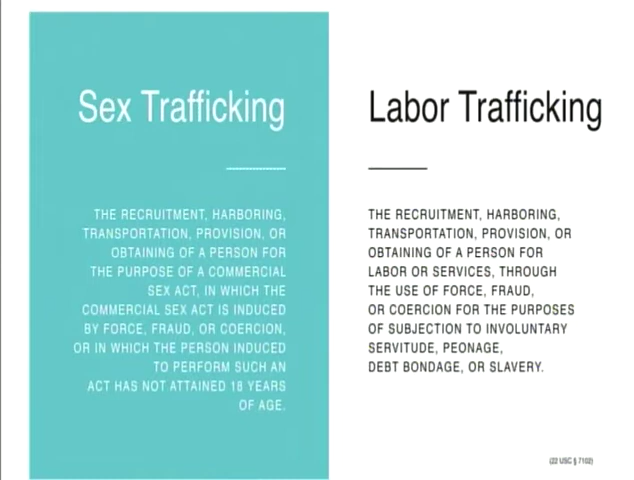 Sex Trafficking
THE RECRUITMENT, HARBORING,
TRANSPORTATION, PROVISION, OR
OBTAINING OF A PERSON FOR
THE PURPOSE OF A COMMERCIAL
SEX ACT, IN WHICH THE
COMMERCIAL SEX ACT IS INDUCED
BY FORCE, FRAUD, OR COERCION,
OR IN WHICH THE PERSON INDUCED
TO PERFORM SUCH AN
ACT HAS NOT ATTAINED 18 YEARS
OF AGE.
Labor Trafficking
THE RECRUITMENT, HARBORING,
TRANSPORTATION, PROVISION, OR
OBTAINING OF A PERSON FOR
LABOR OR SERVICES, THROUGH
THE USE OF FORCE, FRAUD,
OR COERCION FOR THE PURPOSES
OF SUBJECTION TO INVOLUNTARY
SERVITUDE, PEONAGE,
DEBT BONDAGE, OR SLAVERY.
(22 USC § 7102)